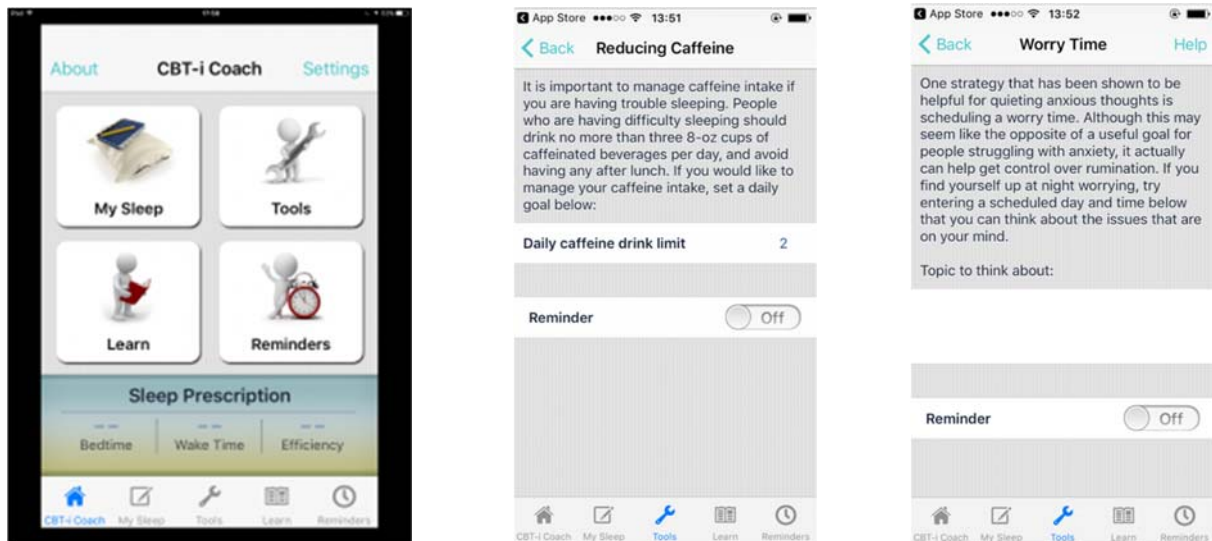 17:58
About CBT-i Coach Settings
My Sleep Tools
Learn Reminders
Sleep Prescription
-- -- --
Bedtime Wake Time Efficiency
CBT-i Coach My Sleep Tools Learn Reminders
App Store 13:51
Back Reducing Caffeine
It is important to manage caffeine intake if
you are having trouble sleeping. People
who are having difficulty sleeping should
drink no more than three 8-oz cups of
caffeinated beverages per day, and avoid
having any after lunch. If you would like to
manage your caffeine intake, set a daily
goal below:
Daily caffeine drink limit 2
Reminder Off
CBT-i Coach My Sleep Tools Learn Reminders
App Store 13:52
Back Worry Time Help
One strategy that has been shown to be
helpful for quieting anxious thoughts is
scheduling a worry time. Although this may
seem like the opposite of a useful goal for
people struggling with anxiety, it actually
can help get control over rumination. If you
find yourself up at night worrying, try
entering a scheduled day and time below
that you can think about the issues that are
on your mind.
Topic to think about:
Reminder Off
CBT-i Coach My Sleep Tools Learn Reminders